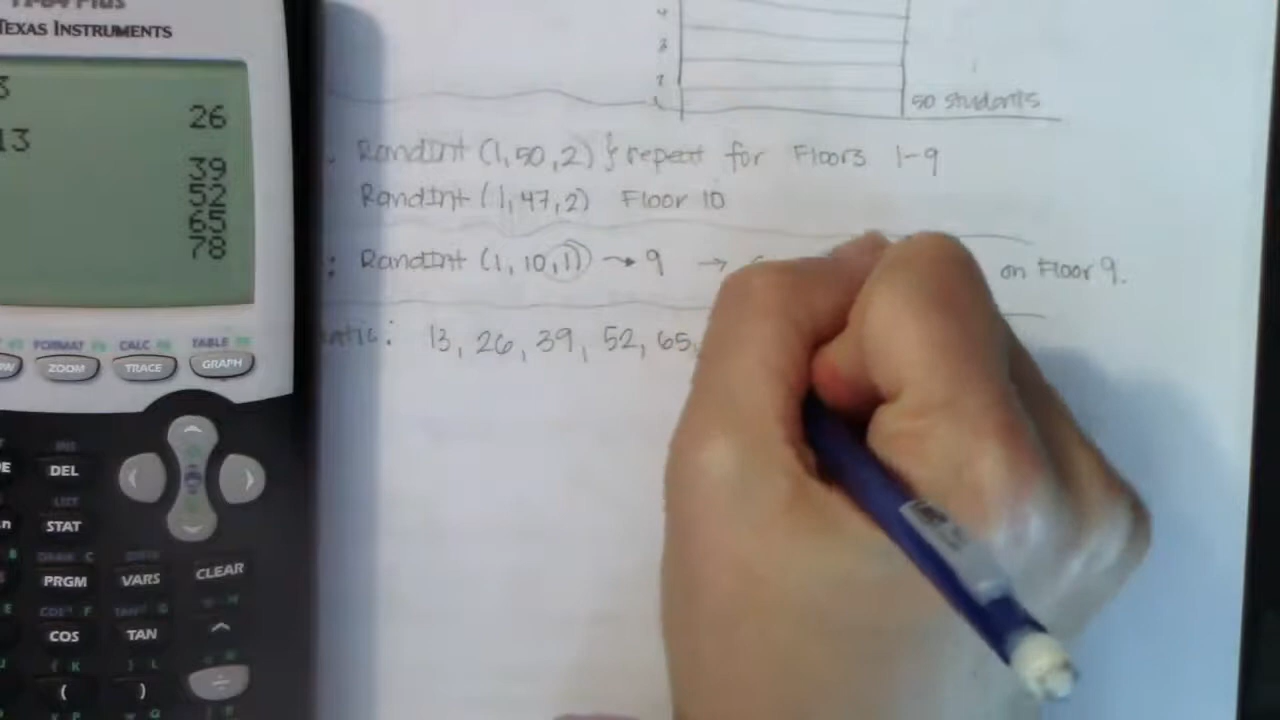 TEXAS INSTRUMENTS
3
26
13
39
52
65
78
FORMAT CALC TABLE
ZOOM TRACE GRAPH
DEL
STAT
PRGM VARS CLEAR
COS TAN
( )
4
3
2
1
50 students
RandInt (1,50,2) } repeat for Floors 1-9
RandInt (1,47,2) Floor 10
: RandInt (1,10,1) → 9 → on Floor 9.
: 13, 26, 39, 52, 65,